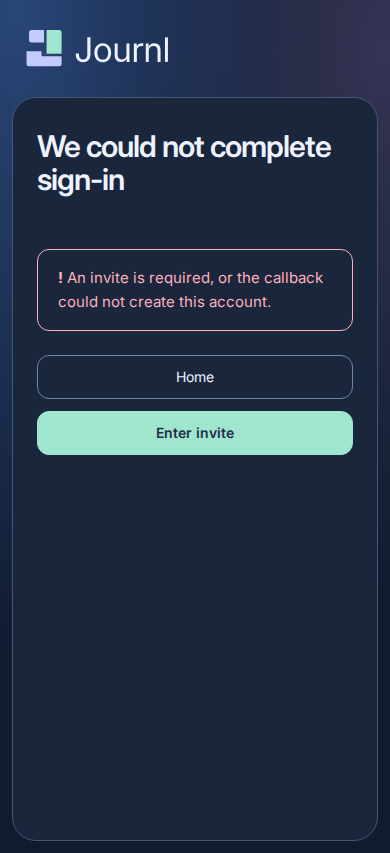 Journl
We could not complete
sign-in
! An invite is required, or the callback
could not create this account.
Home
Enter invite